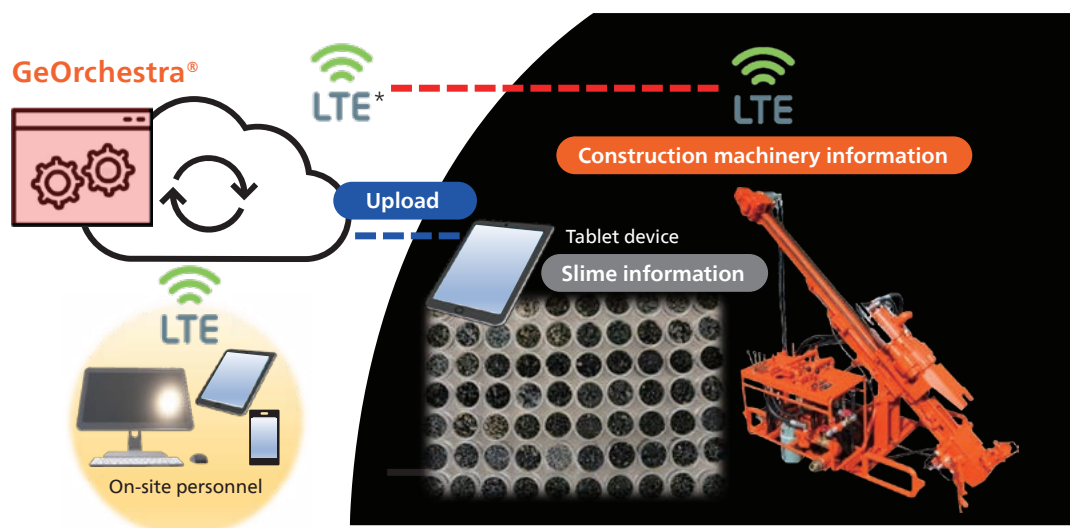 GeOrchestra®
LTE*
LTE
Construction machinery information
Upload
Tablet device
Slime information
LTE
On-site personnel